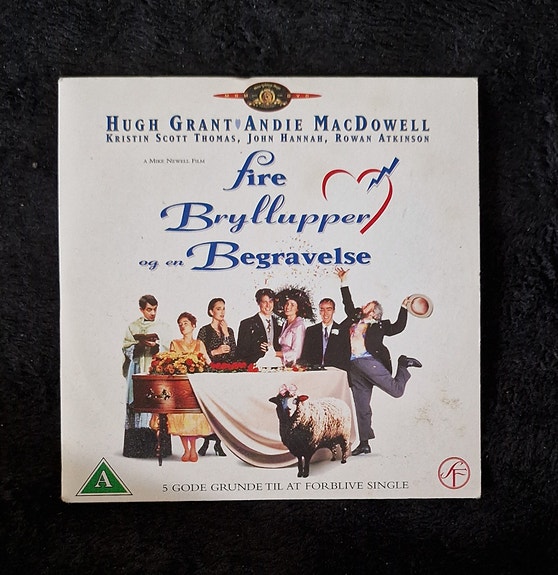 HUGH GRANT ANDIE MACDOWELL
KRISTIN SCOTT THOMAS, JOHN HANNAH, ROWAN ATKINSON
A MIKE NEWELL FILM
fire
Bryllupper
og en Begravelse
A
5 GODE GRUNDE TIL AT FORBLIVE SINGLE
SF